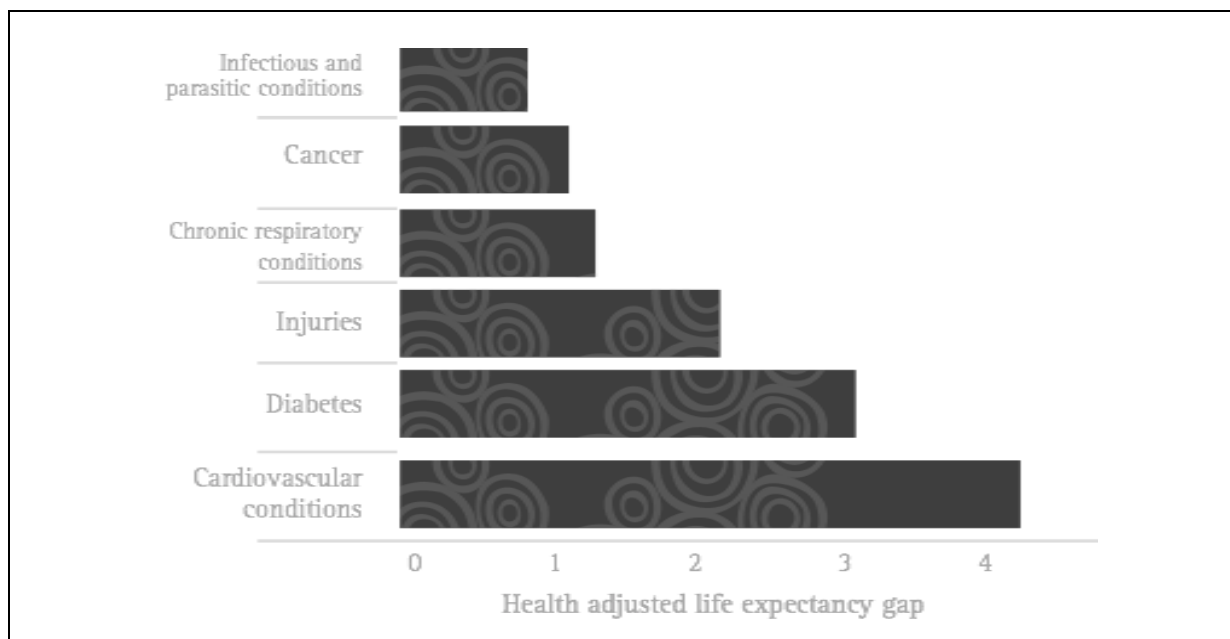 Infectious and
parasitic conditions
Cancer
Chronic respiratory
conditions
Injuries
Diabetes
Cardiovascular
conditions
0 1 2 3 4
Health adjusted life expectancy gap